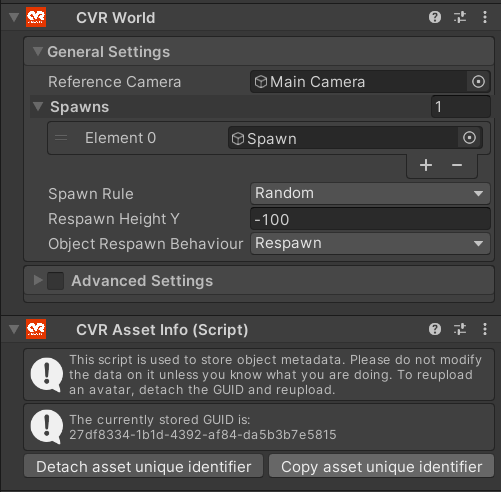 CVR World
General Settings
Reference Camera Main Camera
Spawns 1
Element 0 Spawn
+ −
Spawn Rule Random
Respawn Height Y -100
Object Respawn Behaviour Respawn
Advanced Settings
CVR Asset Info (Script)
This script is used to store object metadata. Please do not modify
the data on it unless you know what you are doing. To reupload
an avatar, detach the GUID and reupload.
The currently stored GUID is:
27df8334-1b1d-4392-af84-da5b3b7e5815
Detach asset unique identifier Copy asset unique identifier